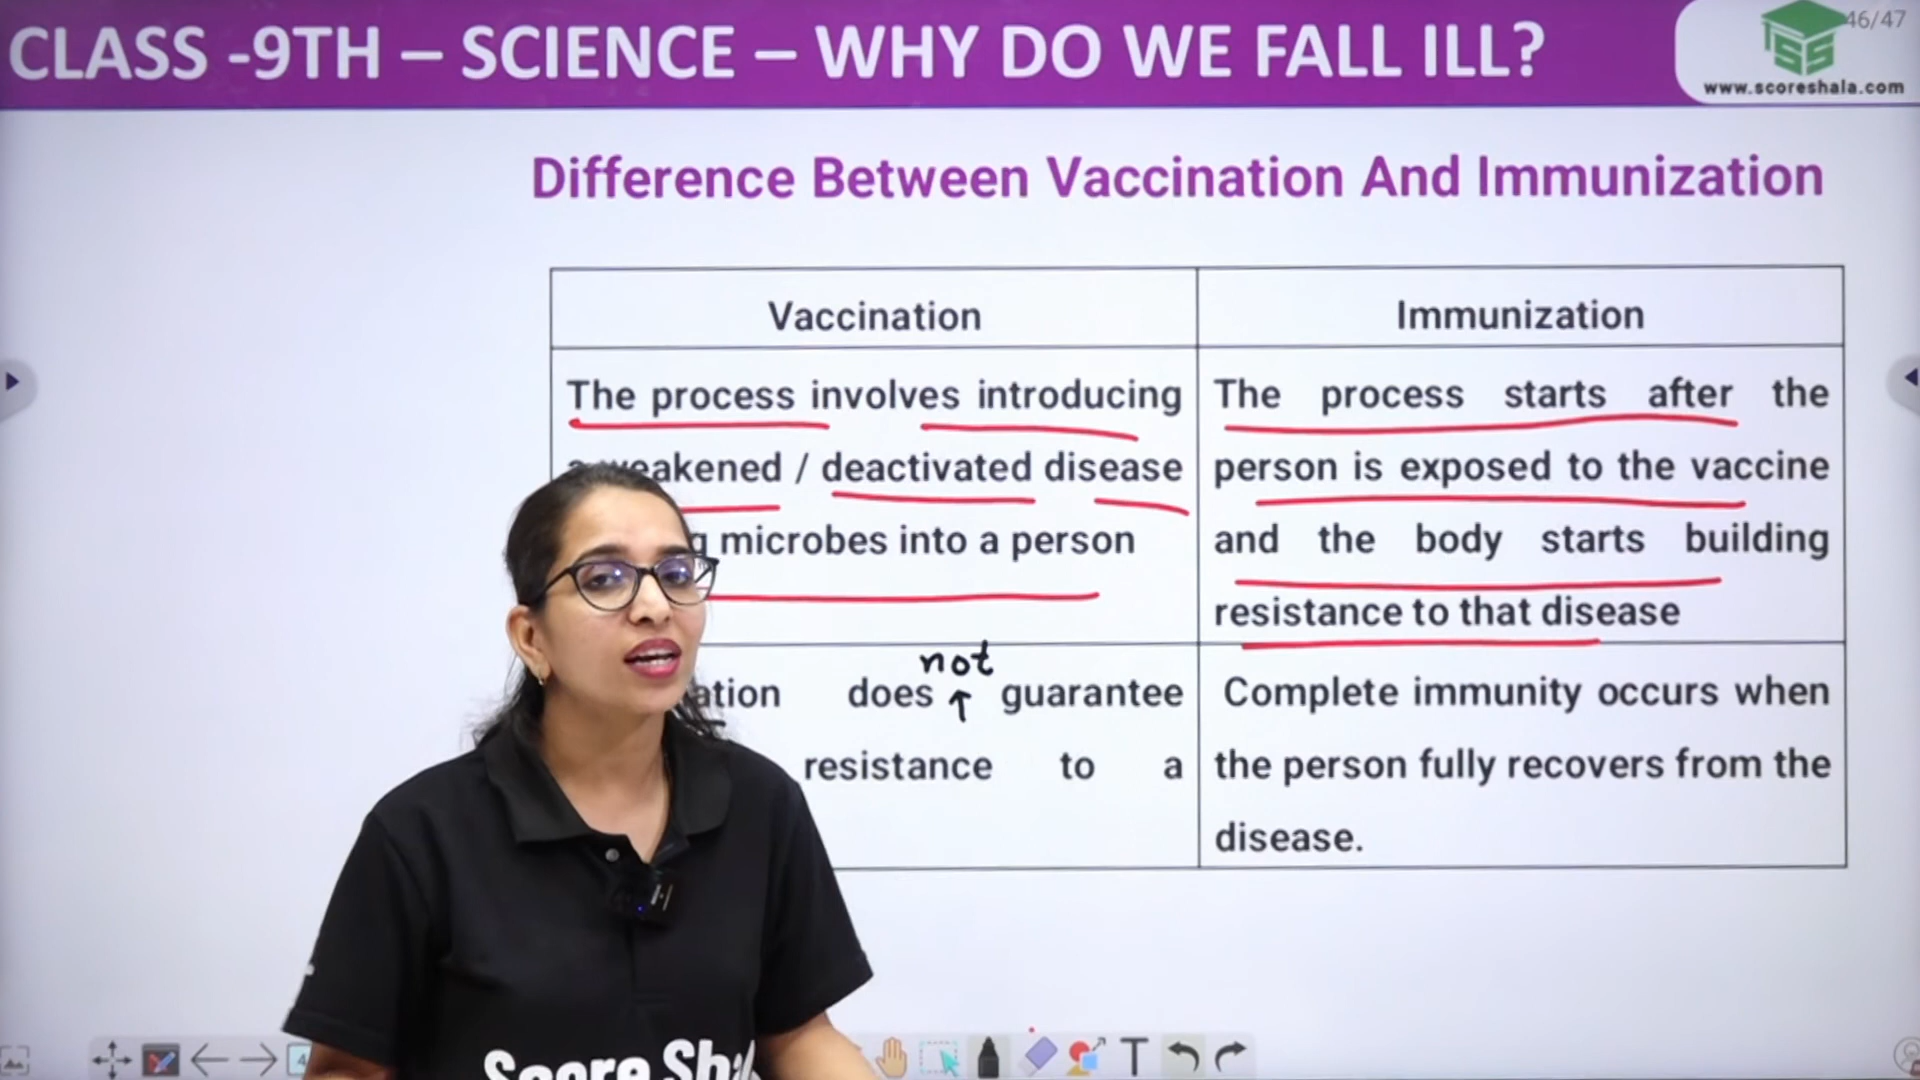 CLASS -9TH – SCIENCE – WHY DO WE FALL ILL?
46/47
SS
www.scoreshala.com
Difference Between Vaccination And Immunization
Vaccination
Immunization
The process involves introducing
weakened / deactivated disease
microbes into a person
The process starts after the
person is exposed to the vaccine
and the body starts building
resistance to that disease
not
does guarantee
resistance to a
Complete immunity occurs when
the person fully recovers from the
disease.
Score
T